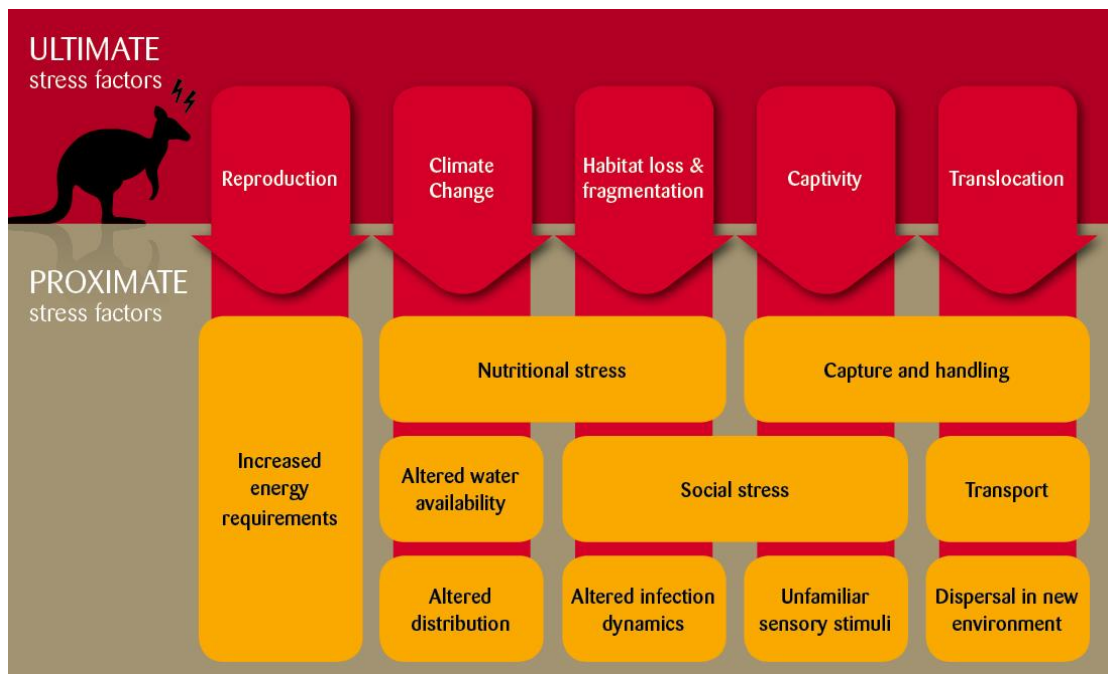 ULTIMATE
stress factors
Reproduction
Climate
Change
Habitat loss &
fragmentation
Captivity
Translocation
PROXIMATE
stress factors
Increased
energy
requirements
Nutritional stress
Capture and handling
Altered water
availability
Social stress
Transport
Altered
distribution
Altered infection
dynamics
Unfamiliar
sensory stimuli
Dispersal in new
environment